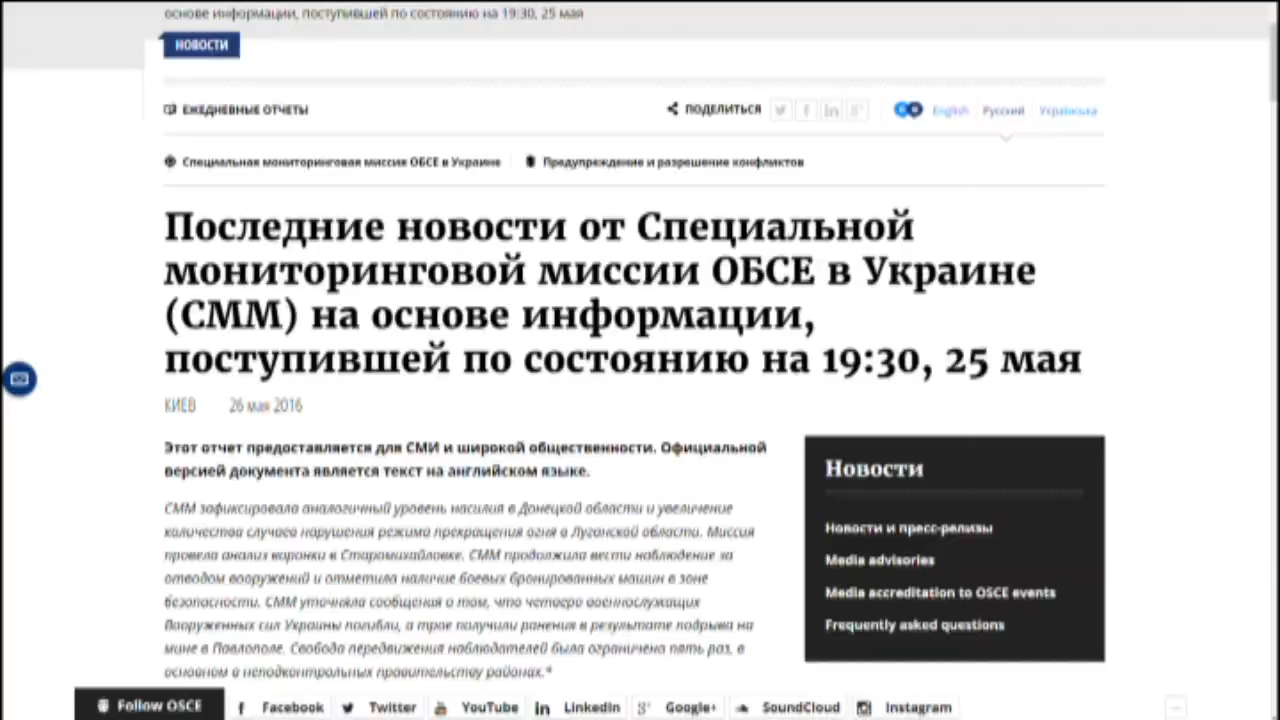 основе информации, поступившей по состоянию на 19:30, 25 мая
НОВОСТИ
ЕЖЕДНЕВНЫЕ ОТЧЕТЫ
ПОДЕЛИТЬСЯ
English Русский Українська
Специальная мониторинговая миссия ОБСЕ в Украине Предупреждение и разрешение конфликтов
Последние новости от Специальной
мониторинговой миссии ОБСЕ в Украине
(СММ) на основе информации,
поступившей по состоянию на 19:30, 25 мая
КИЕВ 26 мая 2016
Этот отчет предоставляется для СМИ и широкой общественности. Официальной
версией документа является текст на английском языке.
СММ зафиксировала аналогичный уровень насилия в Донецкой области и увеличение
количества случаев нарушения режима прекращения огня в Луганской области. Миссия
провела анализ воронки в Старомихайловке. СММ продолжила вести наблюдение за
отводом вооружений и отметила наличие боевых бронированных машин в зоне
безопасности. СММ уточняла сообщения о том, что четверо военнослужащих
Вооруженных сил Украины погибли, а трое получили ранения в результате подрыва на
мине в Павлополе. Свобода передвижения наблюдателей была ограничена пять раз, в
основном в неподконтрольных правительству районах.*
Новости
Новости и пресс-релизы
Media advisories
Media accreditation to OSCE events
Frequently asked questions
Follow OSCE Facebook Twitter YouTube LinkedIn Google+ SoundCloud Instagram